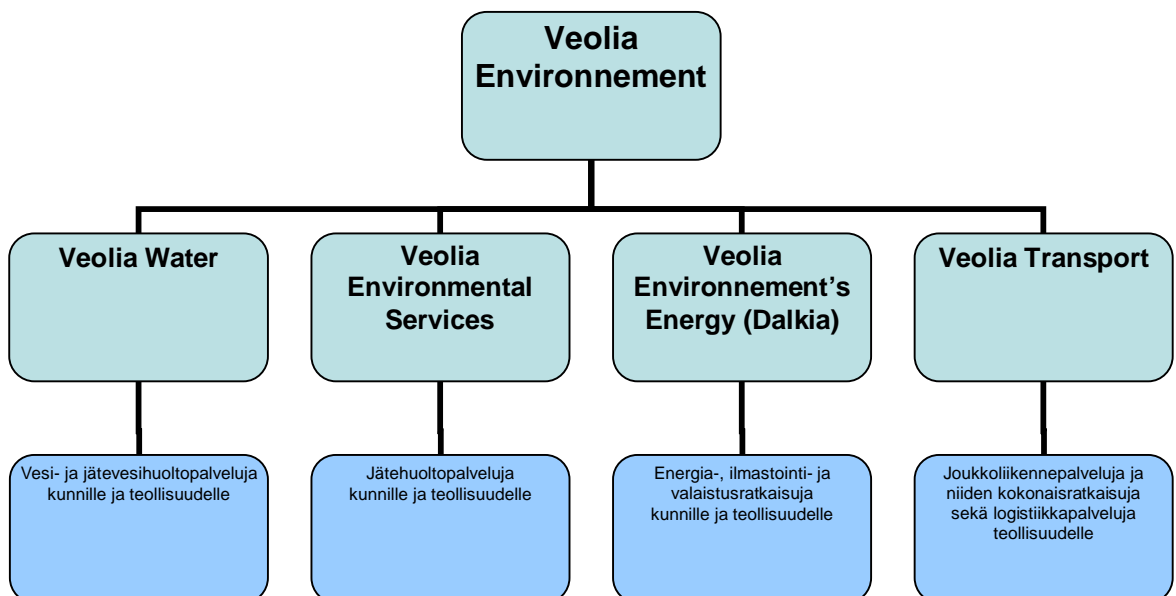 Veolia
Environnement
Veolia Water
Veolia
Environmental
Services
Veolia
Environnement’s
Energy (Dalkia)
Veolia Transport
Vesi- ja jätevesihuoltopalveluja
kunnille ja teollisuudelle
Jätehuoltopalveluja
kunnille ja teollisuudelle
Energia-, ilmastointi- ja
valaistusratkaisuja
kunnille ja teollisuudelle
Joukkoliikennepalveluja ja
niiden kokonaisratkaisuja
sekä logistiikkapalveluja
teollisuudelle